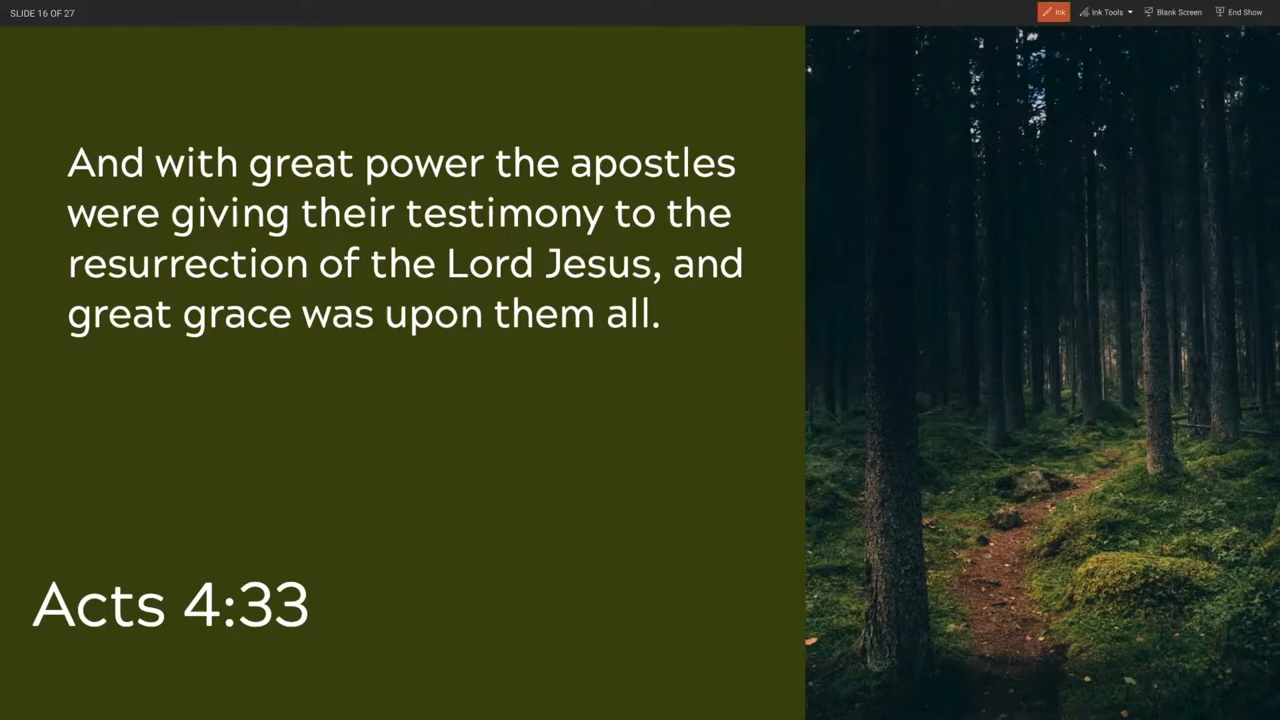 SLIDE 16 OF 27
Ink
Ink Tools
Blank Screen
End Show
And with great power the apostles
were giving their testimony to the
resurrection of the Lord Jesus, and
great grace was upon them all.
Acts 4:33